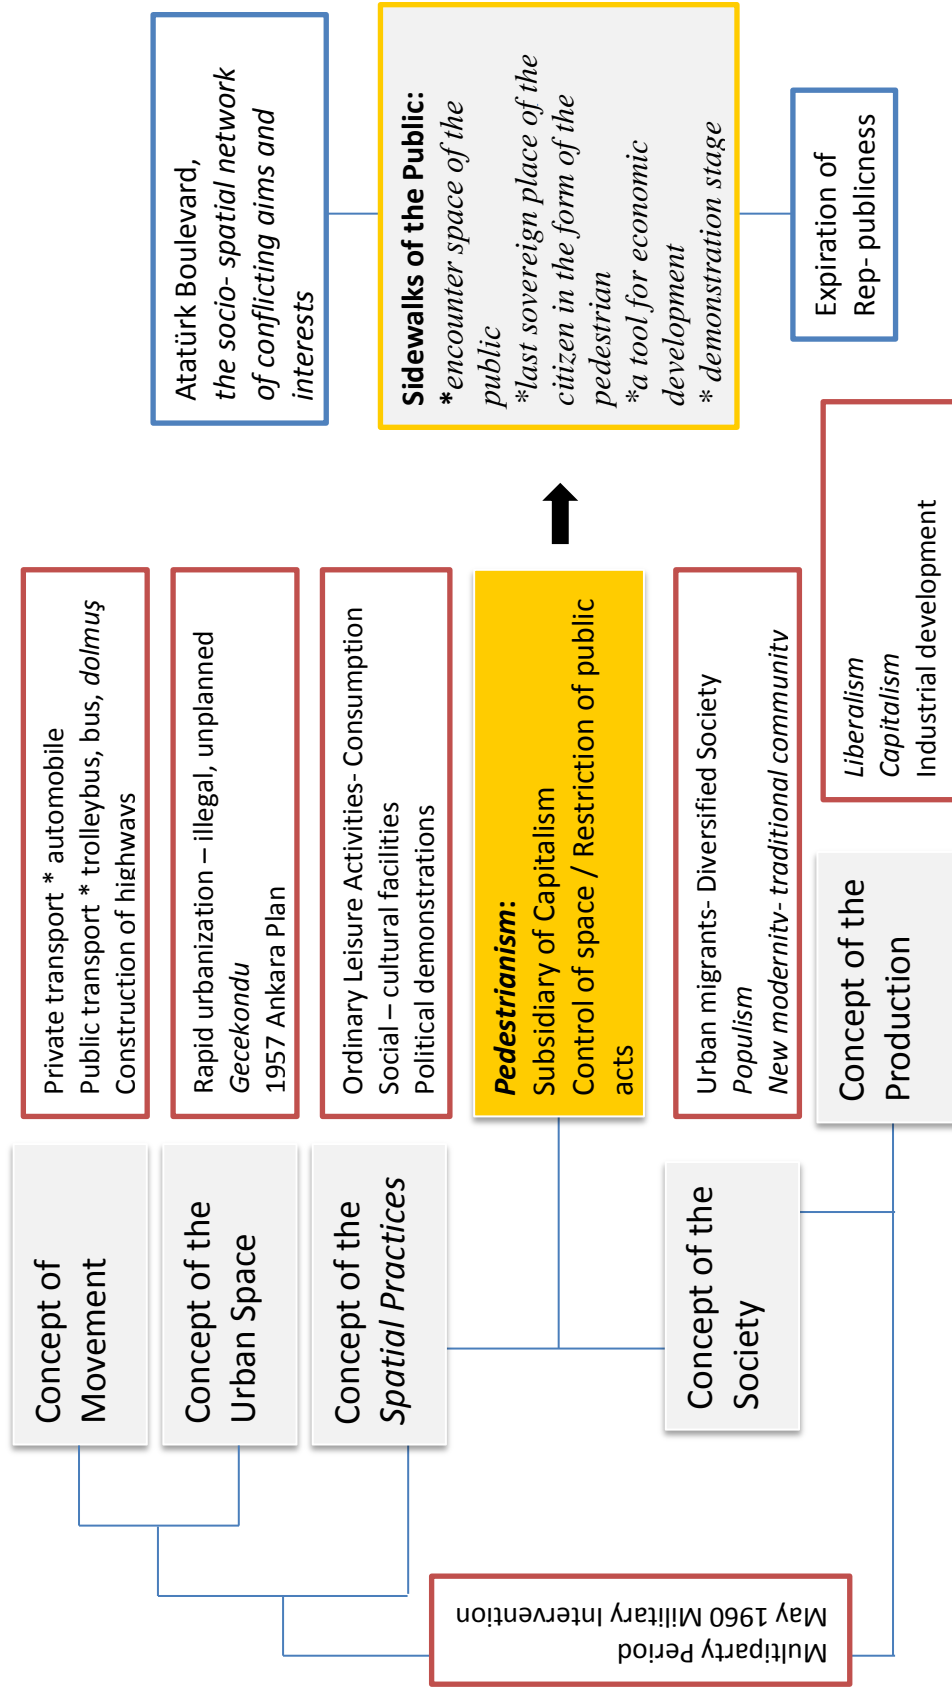 Multiparty Period
May 1960 Military Intervention
Concept of
Movement
Private transport * automobile
Public transport * trolleybus, bus, dolmuş
Construction of highways
Concept of the
Urban Space
Rapid urbanization – illegal, unplanned
Gecekondu
1957 Ankara Plan
Concept of the
Spatial Practices
Ordinary Leisure Activities- Consumption
Social – cultural facilities
Political demonstrations
Pedestrianism:
Subsidiary of Capitalism
Control of space / Restriction of public
acts
Concept of the
Society
Urban migrants- Diversified Society
Populism
New modernity- traditional community
Concept of the
Production
Liberalism
Capitalism
Industrial development
Atatürk Boulevard,
the socio- spatial network
of conflicting aims and
interests
Sidewalks of the Public:
*encounter space of the
public
*last sovereign place of the
citizen in the form of the
pedestrian
*a tool for economic
development
* demonstration stage
Expiration of
Rep- publicness